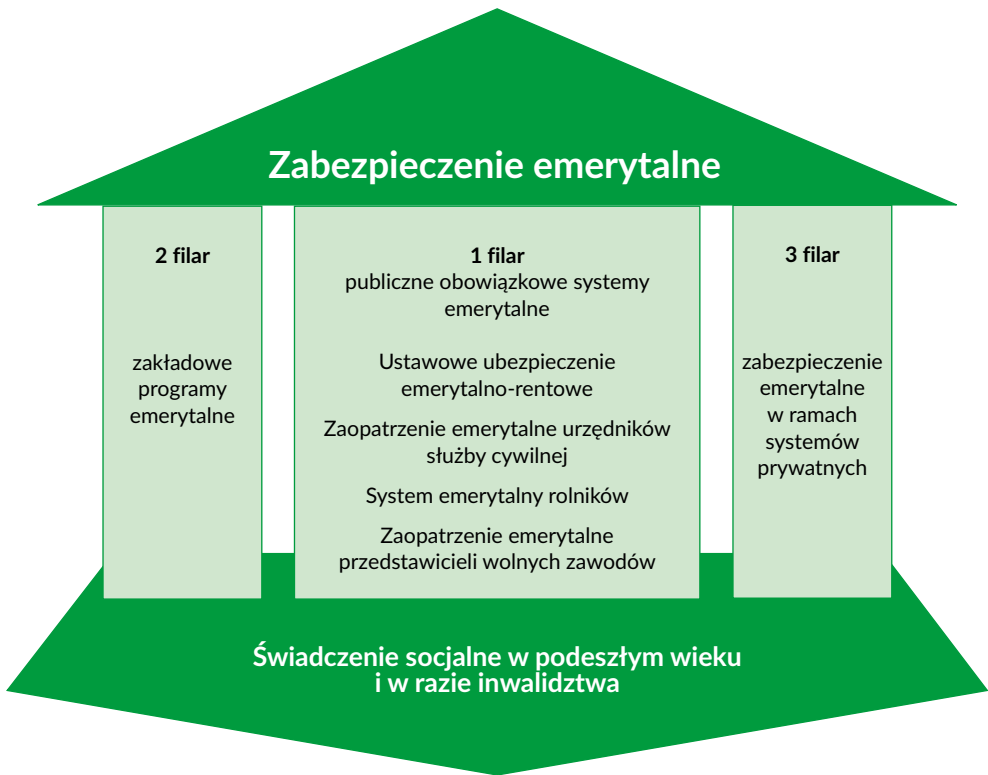 Zabezpieczenie emerytalne
2 filar
zakładowe
programy
emerytalne
1 filar
publiczne obowiązkowe systemy
emerytalne
Ustawowe ubezpieczenie
emerytalno-rentowe
Zaopatrzenie emerytalne urzędników
służby cywilnej
System emerytalny rolników
Zaopatrzenie emerytalne
przedstawicieli wolnych zawodów
3 filar
zabezpieczenie
emerytalne
w ramach
systemów
prywatnych
Świadczenie socjalne w podeszłym wieku
i w razie inwalidztwa